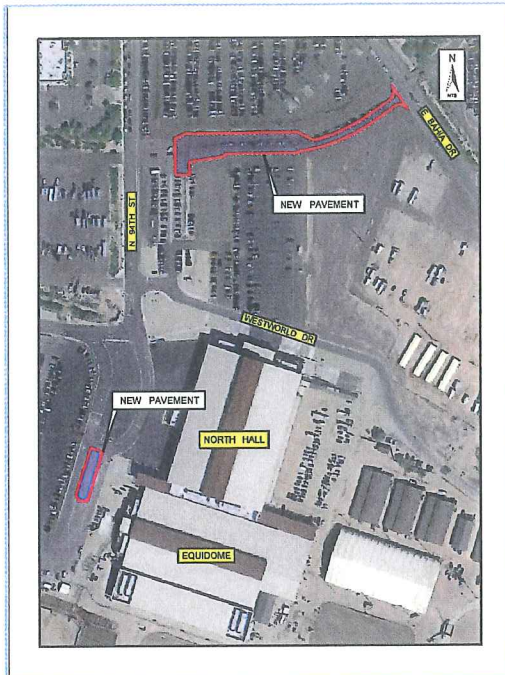 N
NTS
E BAHIA DR
N 94TH ST
NEW PAVEMENT
WESTWORLD DR
NEW PAVEMENT
NORTH HALL
EQUIDOME